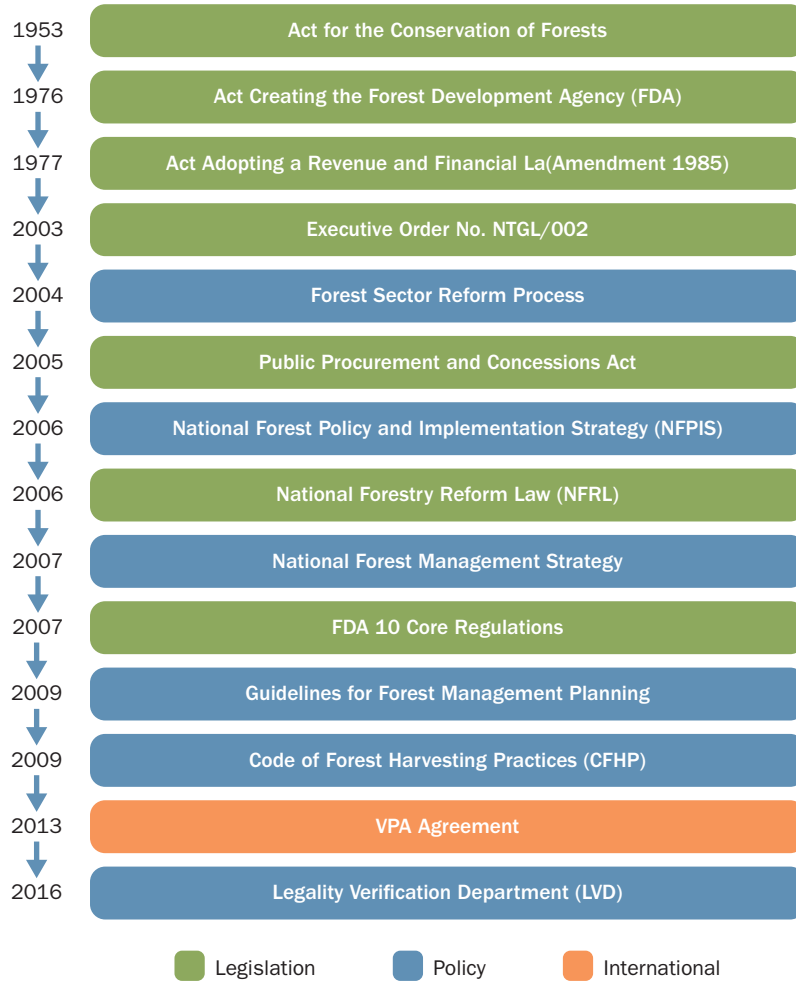 1953 Act for the Conservation of Forests
1976 Act Creating the Forest Development Agency (FDA)
1977 Act Adopting a Revenue and Financial La(Amendment 1985)
2003 Executive Order No. NTGL/002
2004 Forest Sector Reform Process
2005 Public Procurement and Concessions Act
2006 National Forest Policy and Implementation Strategy (NFPIS)
2006 National Forestry Reform Law (NFRL)
2007 National Forest Management Strategy
2007 FDA 10 Core Regulations
2009 Guidelines for Forest Management Planning
2009 Code of Forest Harvesting Practices (CFHP)
2013 VPA Agreement
2016 Legality Verification Department (LVD)
Legislation Policy International